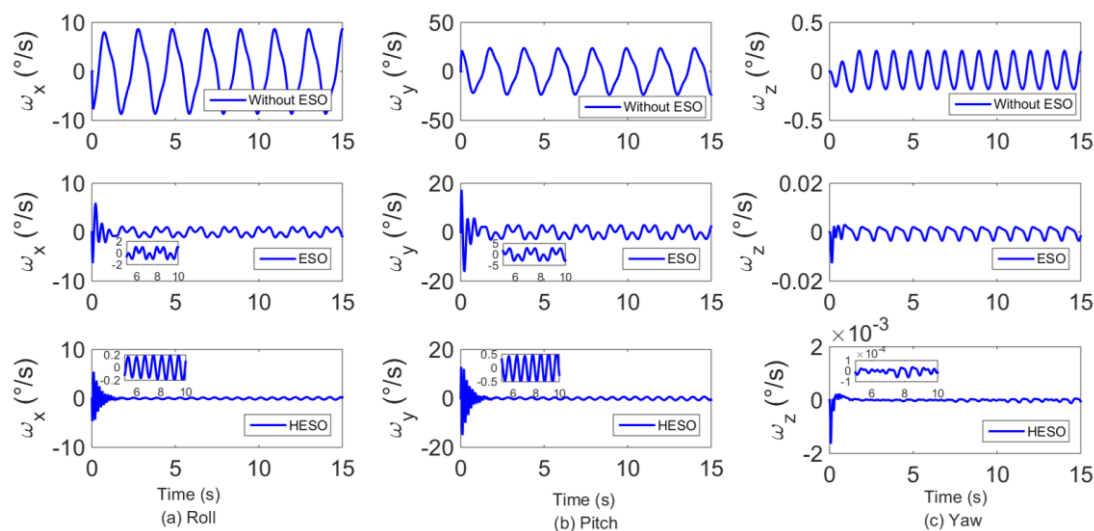 10
0
-10
ω_x (°/s)
Without ESO
0 5 10 15
50
0
-50
ω_y (°/s)
Without ESO
0 5 10 15
0.5
0
-0.5
ω_z (°/s)
Without ESO
0 5 10 15
10
0
-10
ω_x (°/s)
2
0
-2
6 8 10
ESO
0 5 10 15
20
0
-20
ω_y (°/s)
5
0
-5
6 8 10
ESO
0 5 10 15
0.02
0
-0.02
ω_z (°/s)
ESO
0 5 10 15
10
0
-10
ω_x (°/s)
0.2
0
-0.2
6 8 10
HESO
0 5 10 15
Time (s)
(a) Roll
20
0
-20
ω_y (°/s)
0.5
0
-0.5
6 8 10
HESO
0 5 10 15
Time (s)
(b) Pitch
×10⁻³
2
0
-2
ω_z (°/s)
×10⁻⁴
1
0
-1
6 8 10
HESO
0 5 10 15
Time (s)
(c) Yaw